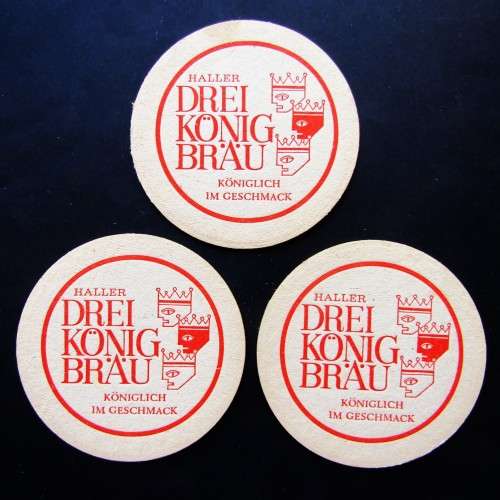 HALLER
DREI
KÖNIG
BRÄU
KÖNIGLICH
IM GESCHMACK
HALLER
DREI
KÖNIG
BRÄU
KÖNIGLICH
IM GESCHMACK
HALLER
DREI
KÖNIG
BRÄU
KÖNIGLICH
IM GESCHMACK